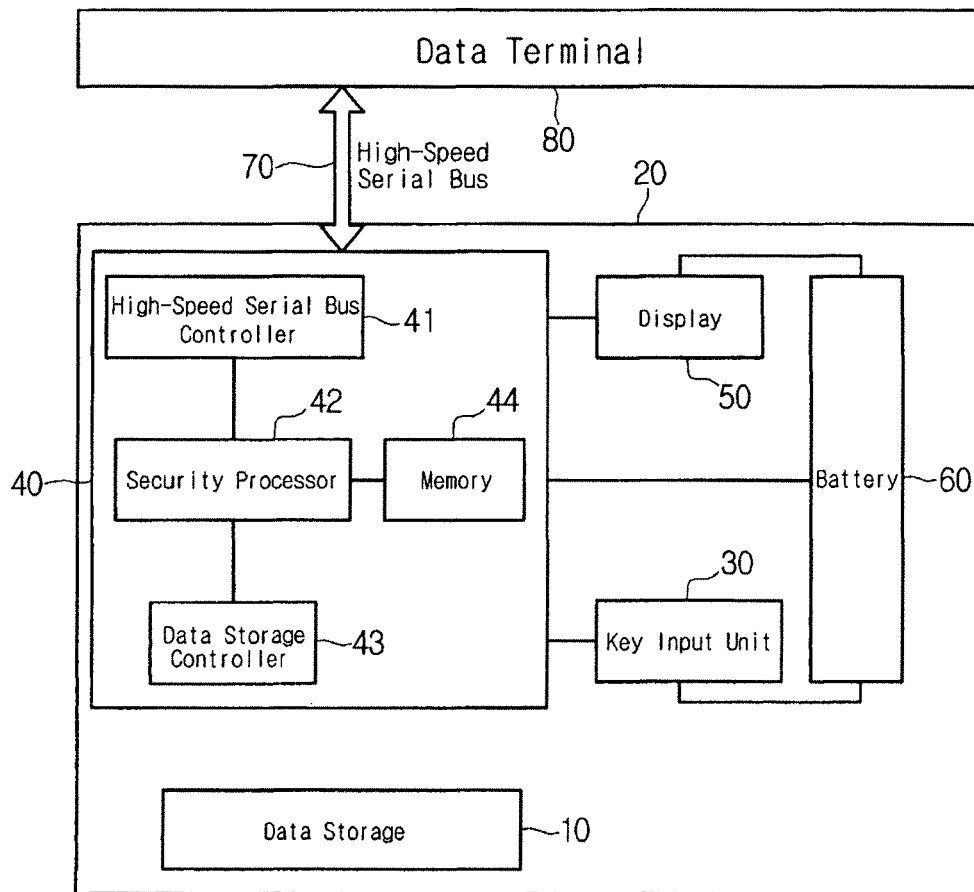 Data Terminal
80
70
High-Speed
Serial Bus
20
High-Speed Serial Bus
Controller
41
Display
50
42
44
40
Security Processor
Memory
Battery
60
30
Data Storage
Controller
43
Key Input Unit
Data Storage
10